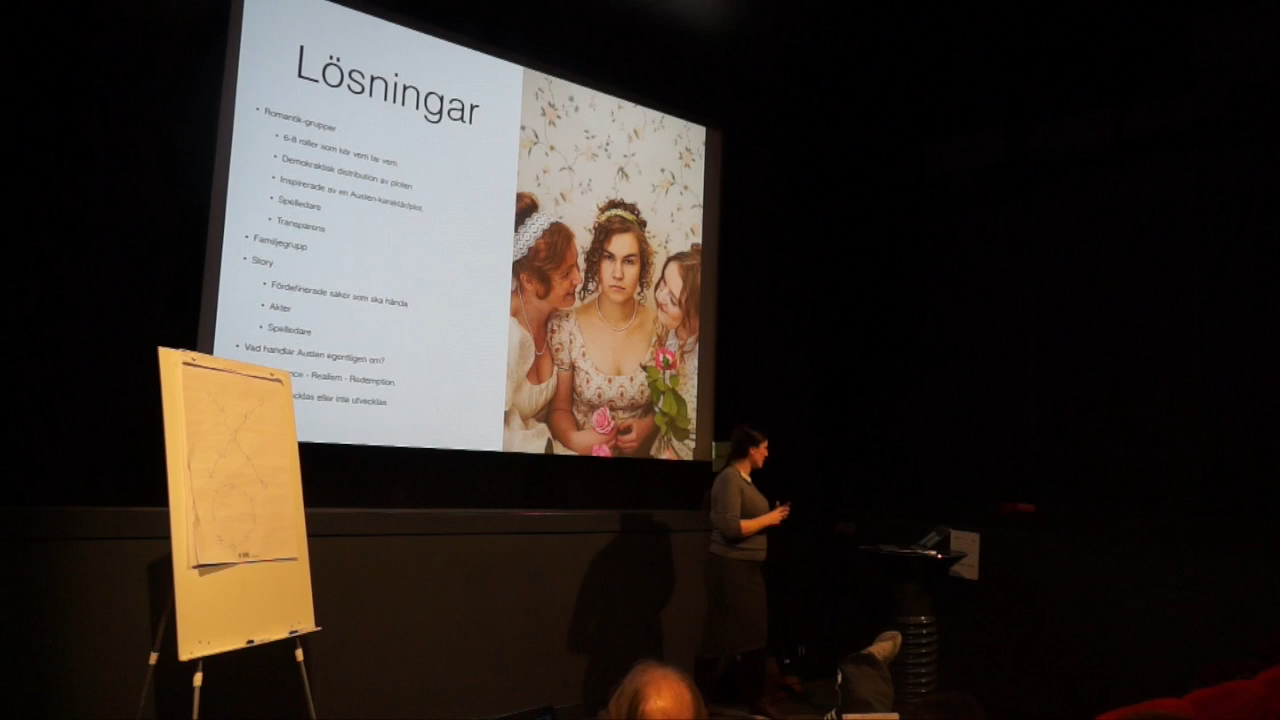 Lösningar
• Romantik-grupper
• 6-8 roller som kör vem tar vem
• Demokratisk distribution av plotten
• Inspirerade av en Austen-karaktär/plot.
• Spelledare
• Transparens
• Familjegrupp
• Story
• Fördefinierade saker som ska hända
• Akter
• Spelledare
• Vad handlar Austen egentligen om?
- Realism - Redemption
eller inte utvecklas